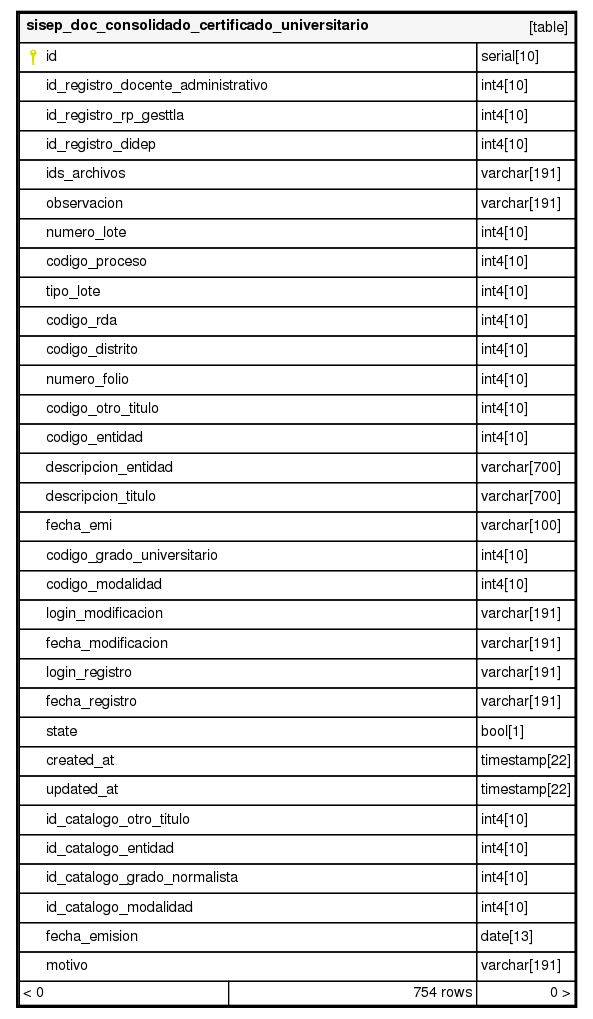 sisep_doc_consolidado_certificado_universitario [table]
id serial[10]
id_registro_docente_administrativo int4[10]
id_registro_rp_gesttla int4[10]
id_registro_didep int4[10]
ids_archivos varchar[191]
observacion varchar[191]
numero_lote int4[10]
codigo_proceso int4[10]
tipo_lote int4[10]
codigo_rda int4[10]
codigo_distrito int4[10]
numero_folio int4[10]
codigo_otro_titulo int4[10]
codigo_entidad int4[10]
descripcion_entidad varchar[700]
descripcion_titulo varchar[700]
fecha_emi varchar[100]
codigo_grado_universitario int4[10]
codigo_modalidad int4[10]
login_modificacion varchar[191]
fecha_modificacion varchar[191]
login_registro varchar[191]
fecha_registro varchar[191]
state bool[1]
created_at timestamp[22]
updated_at timestamp[22]
id_catalogo_otro_titulo int4[10]
id_catalogo_entidad int4[10]
id_catalogo_grado_normalista int4[10]
id_catalogo_modalidad int4[10]
fecha_emision date[13]
motivo varchar[191]
< 0 754 rows 0 >